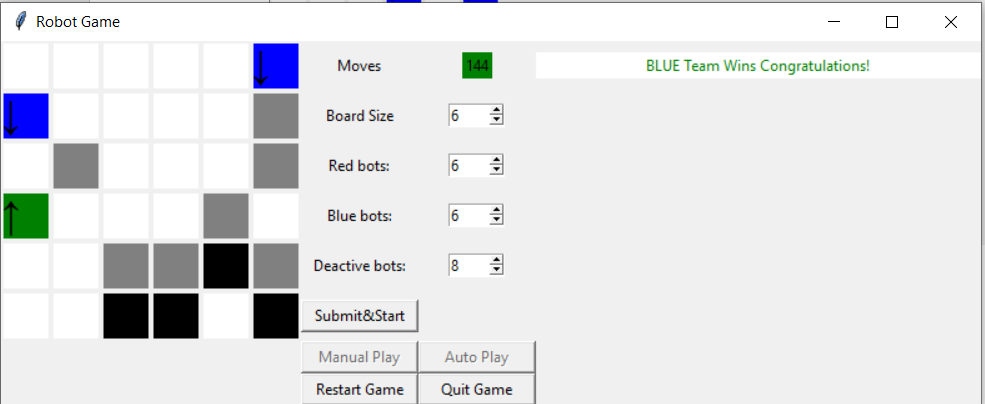 Robot Game
Moves 144 BLUE Team Wins Congratulations!
Board Size 6
Red bots: 6
Blue bots: 6
Deactive bots: 8
Submit&Start
Manual Play Auto Play
Restart Game Quit Game